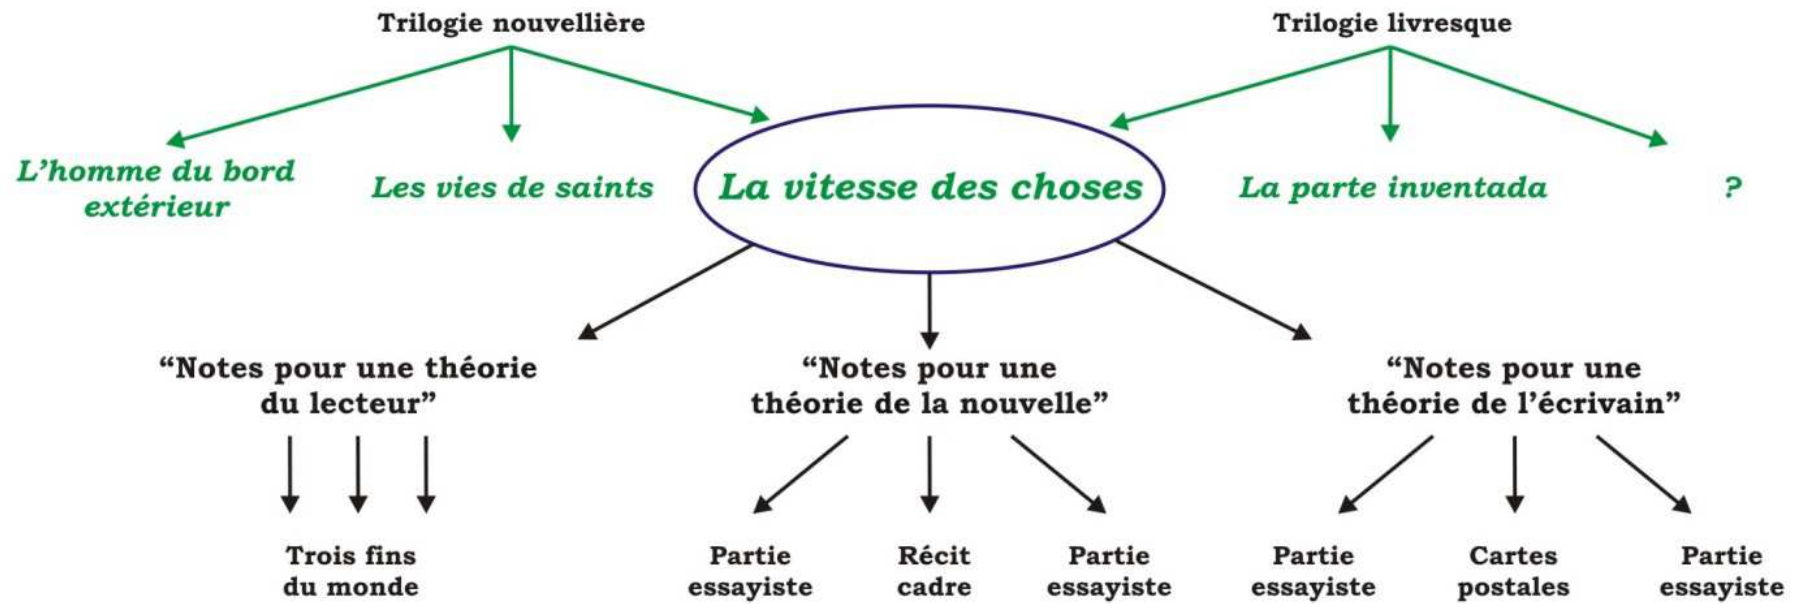 Trilogie nouvellière
Trilogie livresque
L’homme du bord
extérieur
Les vies de saints
La vitesse des choses
La parte inventada
?
“Notes pour une théorie
du lecteur”
“Notes pour une
théorie de la nouvelle”
“Notes pour une
théorie de l’écrivain”
Trois fins
du monde
Partie
essayiste
Récit
cadre
Partie
essayiste
Partie
essayiste
Cartes
postales
Partie
essayiste